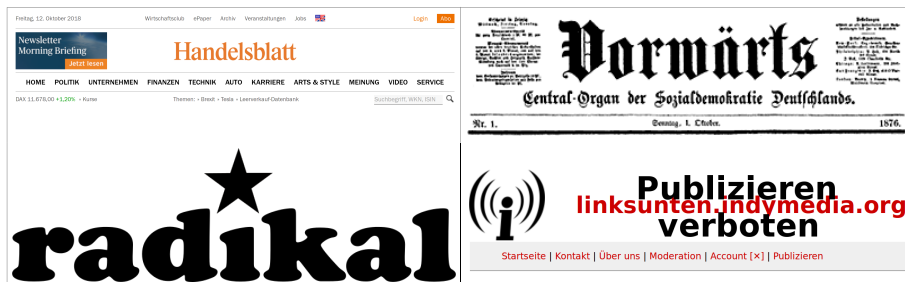 Freitag, 12. Oktober 2018
Wirtschaftsclub ePaper Archiv Veranstaltungen Jobs
Login Abo
Newsletter
Morning Briefing
Jetzt lesen
Handelsblatt
HOME POLITIK UNTERNEHMEN FINANZEN TECHNIK AUTO KARRIERE ARTS & STYLE MEINUNG VIDEO SERVICE
DAX 11.678,00 +1,20% Kurse
Themen: Brexit Tesla Leerverkauf-Datenbank
Suchbegriff, WKN, ISIN
radikal
Vorwärts
Central-Organ der Sozialdemokratie Deutschlands.
Nr. 1. Sonntag, 1. Oktober. 1876.
Publizieren
linksunten.indymedia.org
verboten
Startseite | Kontakt | Über uns | Moderation | Account [×] | Publizieren